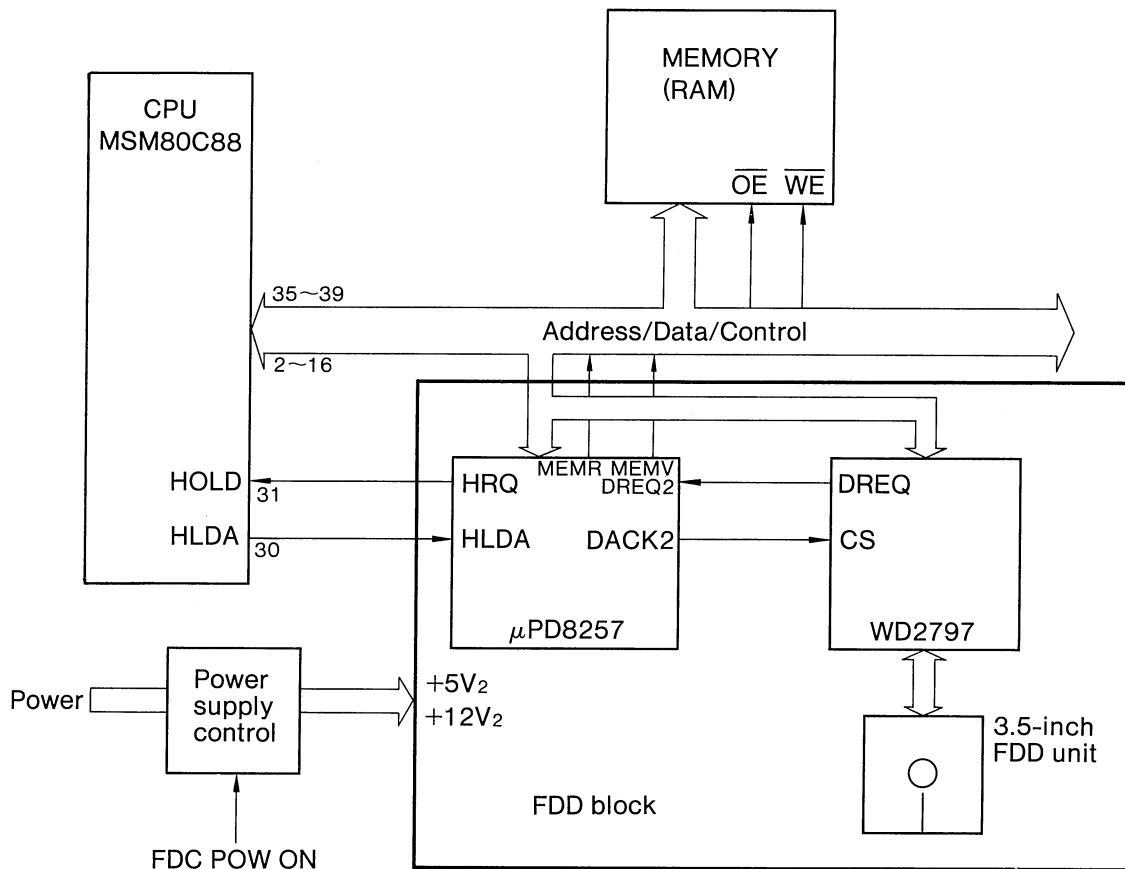 MEMORY
(RAM)
OE WE
CPU
MSM80C88
35～39
Address/Data/Control
2～16
HOLD
31
HLDA
30
MEMR MEMV
HRQ
DREQ2
HLDA
DACK2
μPD8257
DREQ
CS
WD2797
Power
Power
supply
control
+5V2
+12V2
3.5-inch
FDD unit
FDD block
FDC POW ON